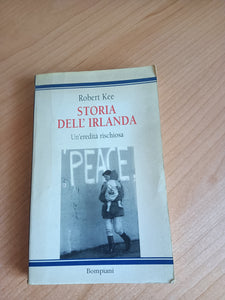 Robert Kee
STORIA
DELL' IRLANDA
Un'eredità rischiosa
'PEACE.
Bompiani